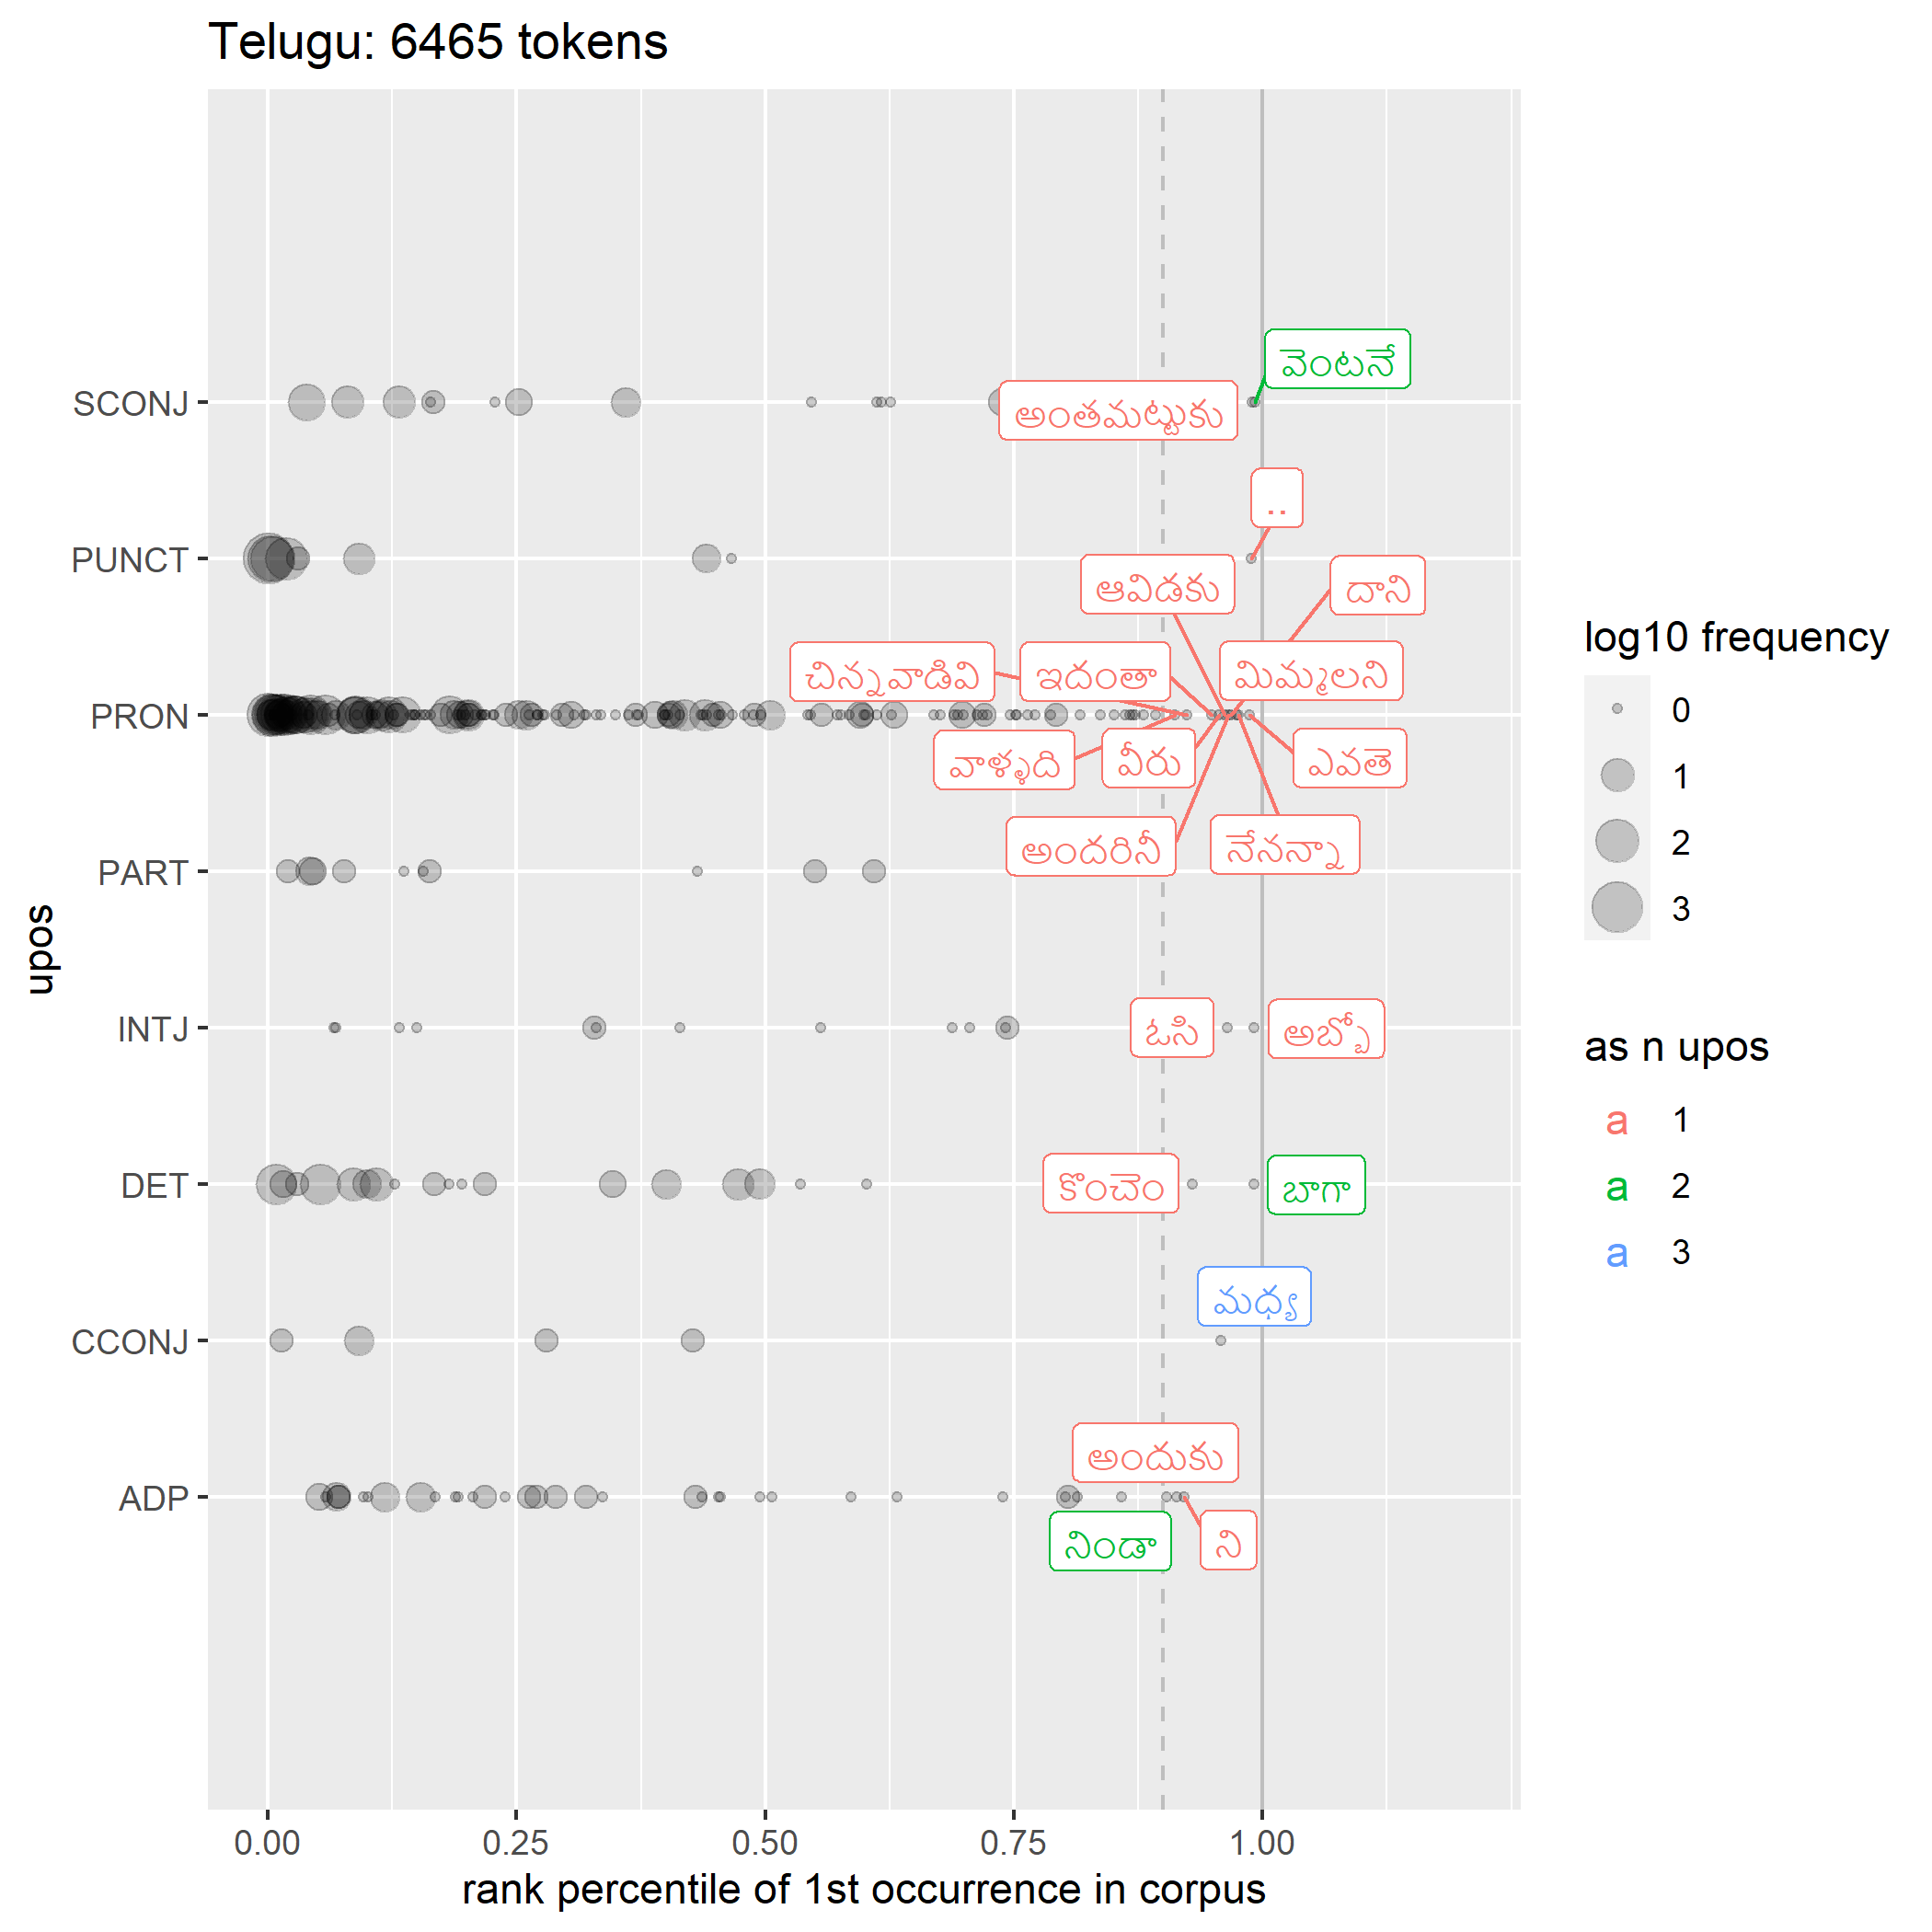 Telugu: 6465 tokens
SCONJ
PUNCT
PRON
PART
INTJ
DET
CCONJ
ADP
upos
వెంటనే
అంతమట్టుకు
..
ఆవిడకు
దాని
చిన్నవాడివి
ఇదంతా
మిమ్మలని
వాళ్ళది
వీరు
ఎవతె
అందరినీ
నేనన్నా
ఓసి
అబ్బో
కొంచెం
బాగా
మధ్య
అందుకు
నిండా
ని
0.00
0.25
0.50
0.75
1.00
rank percentile of 1st occurrence in corpus
log10 frequency
0
1
2
3
as n upos
a 1
a 2
a 3